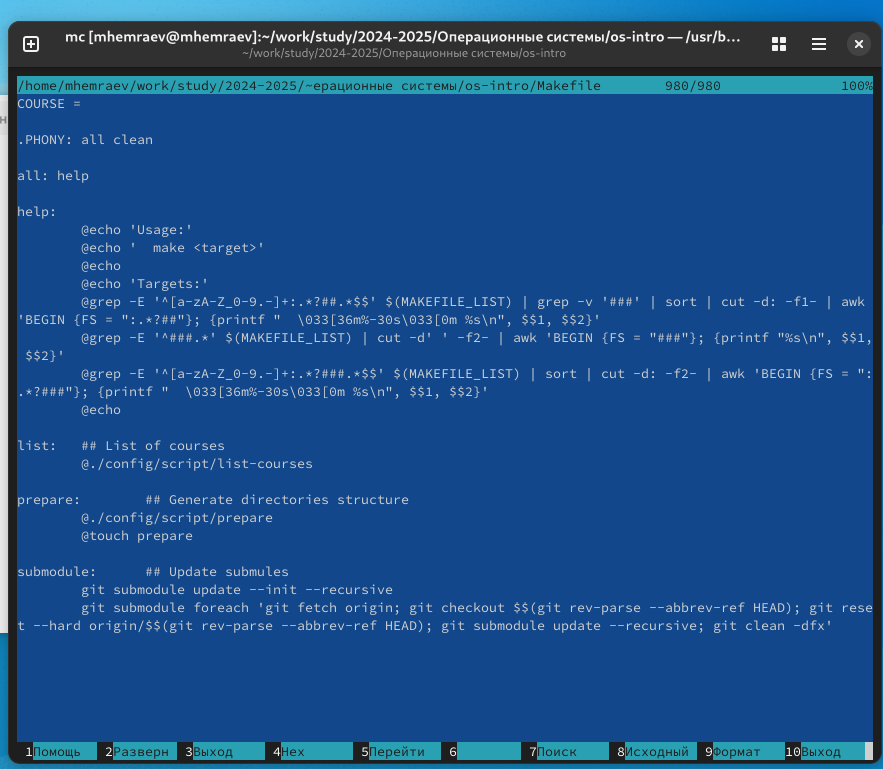 mc [mhemraev@mhemraev]:~/work/study/2024-2025/Операционные системы/os-intro — /usr/b…
~/work/study/2024-2025/Операционные системы/os-intro
/home/mhemraev/work/study/2024-2025/~ерационные системы/os-intro/Makefile        980/980               100%
COURSE =
.PHONY: all clean
all: help
help:
        @echo 'Usage:'
        @echo '  make <target>'
        @echo
        @echo 'Targets:'
        @grep -E '^[a-zA-Z_0-9.-]+:.*?##.*$$' $(MAKEFILE_LIST) | grep -v '###' | sort | cut -d: -f1- | awk
'BEGIN {FS = ":.*?##"}; {printf "  \033[36m%-30s\033[0m %s\n", $$1, $$2}'
        @grep -E '^###.*' $(MAKEFILE_LIST) | cut -d' ' -f2- | awk 'BEGIN {FS = "###"}; {printf "%s\n", $$1,
 $$2}'
        @grep -E '^[a-zA-Z_0-9.-]+:.*?###.*$$' $(MAKEFILE_LIST) | sort | cut -d: -f2- | awk 'BEGIN {FS = ":
.*?###"}; {printf "  \033[36m%-30s\033[0m %s\n", $$1, $$2}'
        @echo
list:   ## List of courses
        @./config/script/list-courses
prepare:        ## Generate directories structure
        @./config/script/prepare
        @touch prepare
submodule:      ## Update submules
        git submodule update --init --recursive
        git submodule foreach 'git fetch origin; git checkout $$(git rev-parse --abbrev-ref HEAD); git rese
t --hard origin/$$(git rev-parse --abbrev-ref HEAD); git submodule update --recursive; git clean -dfx'
1Помощь 2Разверн 3Выход 4Hex 5Перейти 6 7Поиск 8Исходный 9Формат 10Выход